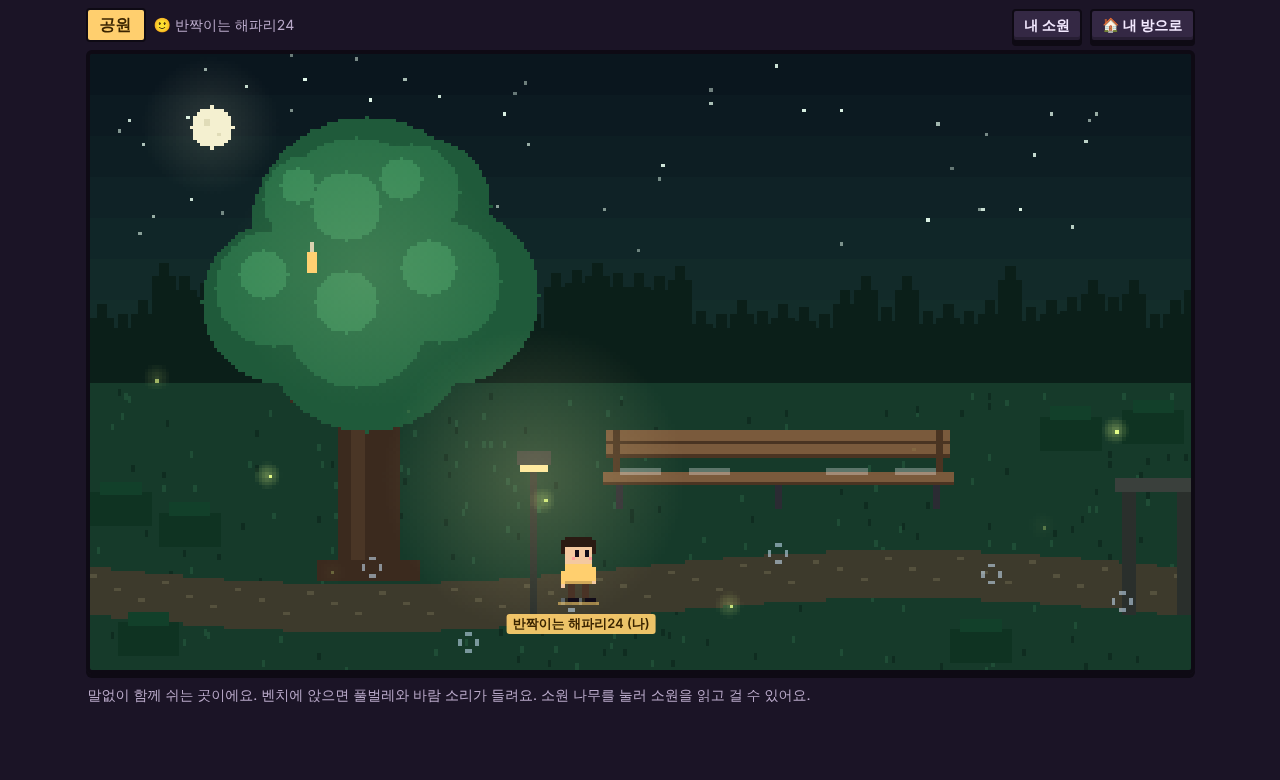 공원
🙂 반짝이는 해파리24
내 소원
🏠 내 방으로
반짝이는 해파리24 (나)
말없이 함께 쉬는 곳이에요. 벤치에 앉으면 풀벌레와 바람 소리가 들려요. 소원 나무를 눌러 소원을 읽고 걸 수 있어요.